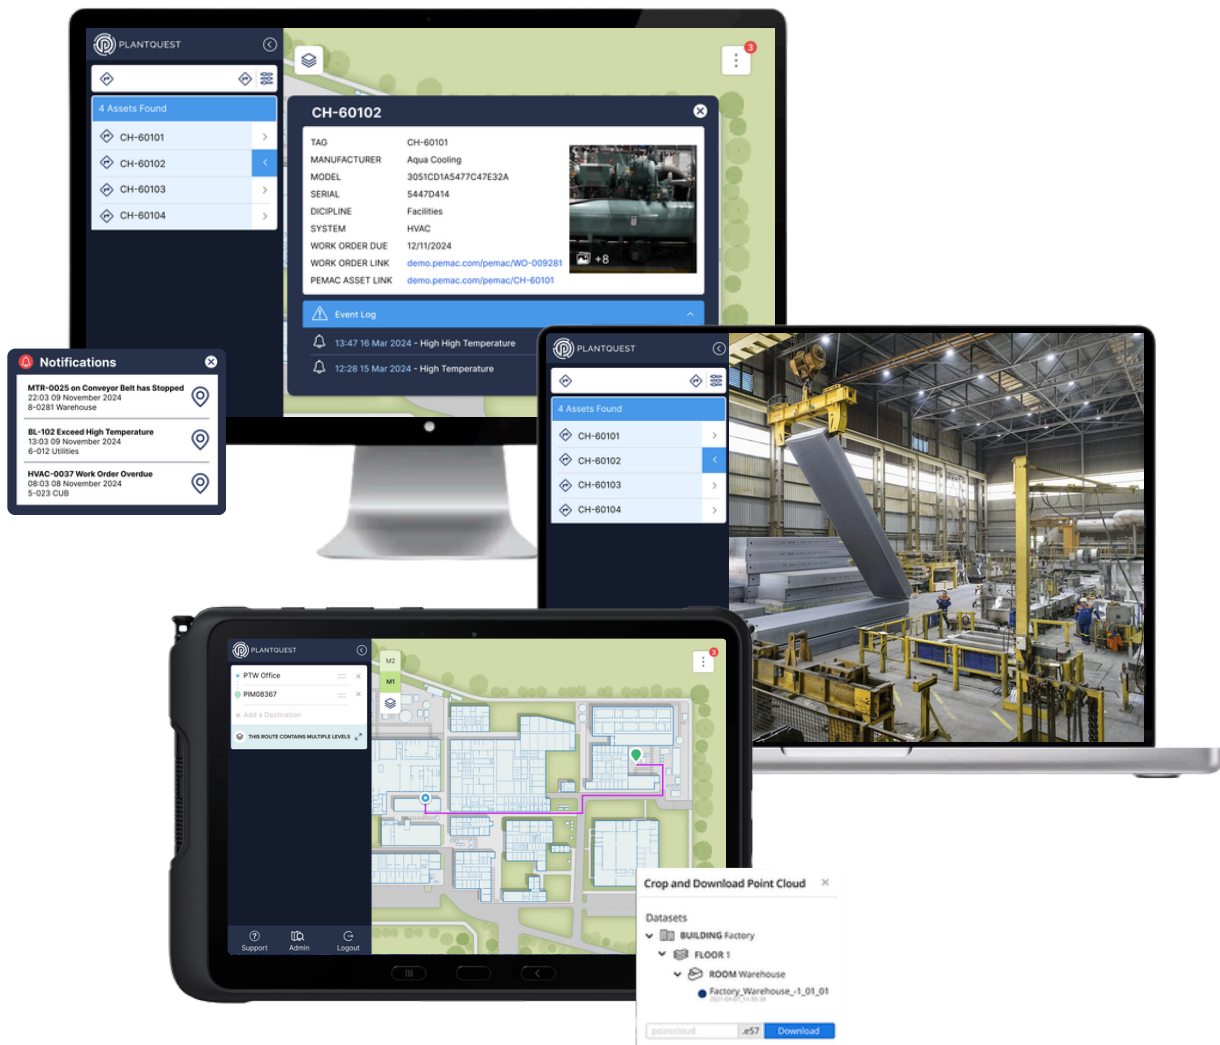 PLANTQUEST
4 Assets Found
CH-60101
CH-60102
CH-60103
CH-60104
3
CH-60102
TAG CH-60101
MANUFACTURER Aqua Cooling
MODEL 3051CD1A5477C47E32A
SERIAL 5447D414
DICIPLINE Facilities
SYSTEM HVAC
WORK ORDER DUE 12/11/2024
WORK ORDER LINK demo.pemac.com/pemac/WO-009281
PEMAC ASSET LINK demo.pemac.com/pemac/CH-60101
+8
Event Log
13:47 16 Mar 2024 - High High Temperature
12:28 15 Mar 2024 - High Temperature
Notifications
MTR-0025 on Conveyor Belt has Stopped
22:03 09 November 2024
8-0281 Warehouse
BL-102 Exceed High Temperature
13:03 09 November 2024
6-012 Utilities
HVAC-0037 Work Order Overdue
08:03 08 November 2024
5-023 CUB
PLANTQUEST
4 Assets Found
CH-60101
CH-60102
CH-60103
CH-60104
PLANTQUEST
PTW Office
PIM08367
Add a Destination
THIS ROUTE CONTAINS MULTIPLE LEVELS
M2
M1
3
Support Admin Logout
Crop and Download Point Cloud
Datasets
BUILDING Factory
FLOOR 1
ROOM Warehouse
Factory_Warehouse_-1_01_01
pointcloud .e57 Download